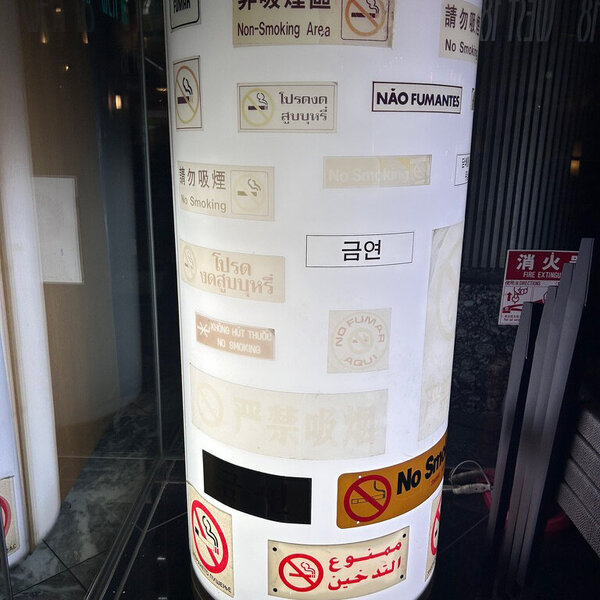 FUMAR
非吸煙區
Non-Smoking Area
請勿吸
No Smoking
โปรดงด
สูบบุหรี่
NÃO FUMANTES
請勿吸煙
No Smoking
No Smoking
금연
โปรด
งดสูบบุหรี่
KHÔNG HÚT THUỐC
NO SMOKING
NO FUMAR
AQUI
严禁吸烟
No Smo
ممنوع
التدخين
消火
FIRE EXTINGUI